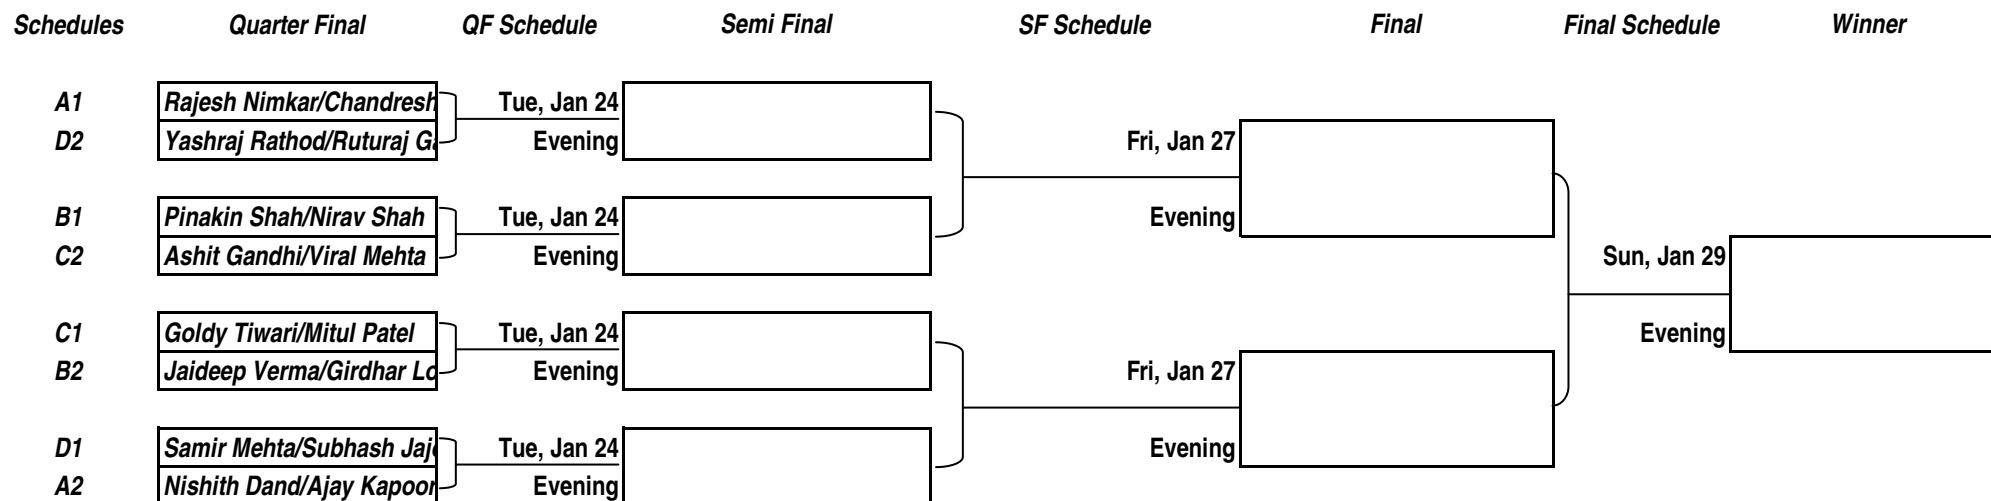 Schedules Quarter Final QF Schedule Semi Final SF Schedule Final Final Schedule Winner
A1 Rajesh Nimkar/Chandresh Tue, Jan 24
D2 Yashraj Rathod/Ruturaj Evening Fri, Jan 27
B1 Pinakin Shah/Nirav Shah Tue, Jan 24 Evening
C2 Ashit Gandhi/Viral Mehta Evening Sun, Jan 29
C1 Goldy Tiwari/Mitul Patel Tue, Jan 24 Evening
B2 Jaideep Verma/Girdhar Evening Fri, Jan 27
D1 Samir Mehta/Subhash Tue, Jan 24 Evening
A2 Nishith Dand/Ajay Kapoor Evening